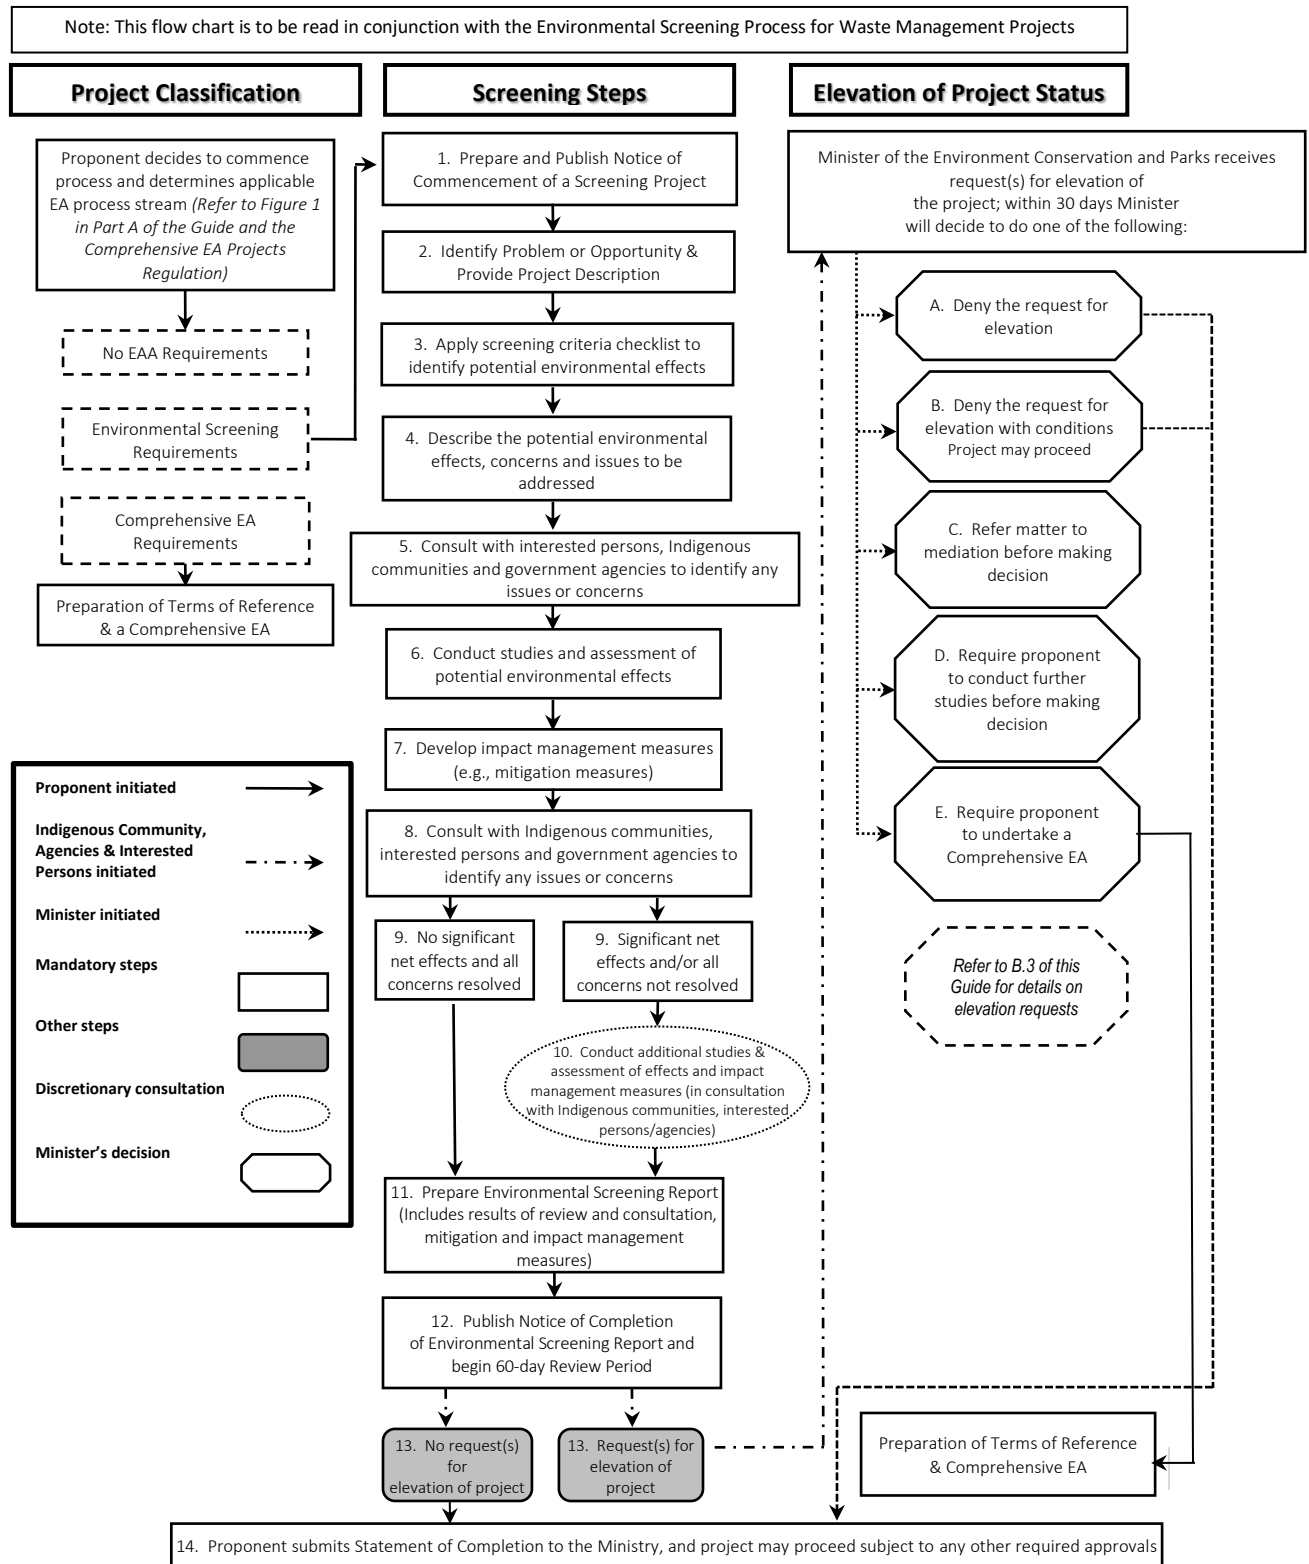 Note: This flow chart is to be read in conjunction with the Environmental Screening Process for Waste Management Projects
Project Classification
Proponent decides to commence
process and determines applicable
EA process stream (Refer to Figure 1
in Part A of the Guide and the
Comprehensive EA Projects
Regulation)
No EAA Requirements
Environmental Screening
Requirements
Comprehensive EA
Requirements
Preparation of Terms of Reference
& a Comprehensive EA
Proponent initiated
Indigenous Community,
Agencies & Interested
Persons initiated
Minister initiated
Mandatory steps
Other steps
Discretionary consultation
Minister's decision
Screening Steps
1. Prepare and Publish Notice of
Commencement of a Screening Project
2. Identify Problem or Opportunity &
Provide Project Description
3. Apply screening criteria checklist to
identify potential environmental effects
4. Describe the potential environmental
effects, concerns and issues to be
addressed
5. Consult with interested persons, Indigenous
communities and government agencies to identify any
issues or concerns
6. Conduct studies and assessment of
potential environmental effects
7. Develop impact management measures
(e.g., mitigation measures)
8. Consult with Indigenous communities,
interested persons and government agencies to
identify any issues or concerns
9. No significant
net effects and all
concerns resolved
9. Significant net
effects and/or all
concerns not resolved
10. Conduct additional studies &
assessment of effects and impact
management measures (in consultation
with Indigenous communities, interested
persons/agencies)
11. Prepare Environmental Screening Report
(Includes results of review and consultation,
mitigation and impact management
measures)
12. Publish Notice of Completion
of Environmental Screening Report and
begin 60-day Review Period
13. No request(s)
for
elevation of project
13. Request(s) for
elevation of
project
Elevation of Project Status
Minister of the Environment Conservation and Parks receives
request(s) for elevation of
the project; within 30 days Minister
will decide to do one of the following:
A. Deny the request for
elevation
B. Deny the request for
elevation with conditions
Project may proceed
C. Refer matter to
mediation before making
decision
D. Require proponent
to conduct further
studies before making
decision
E. Require proponent
to undertake a
Comprehensive EA
Refer to B.3 of this
Guide for details on
elevation requests
Preparation of Terms of Reference
& Comprehensive EA
14. Proponent submits Statement of Completion to the Ministry, and project may proceed subject to any other required approvals